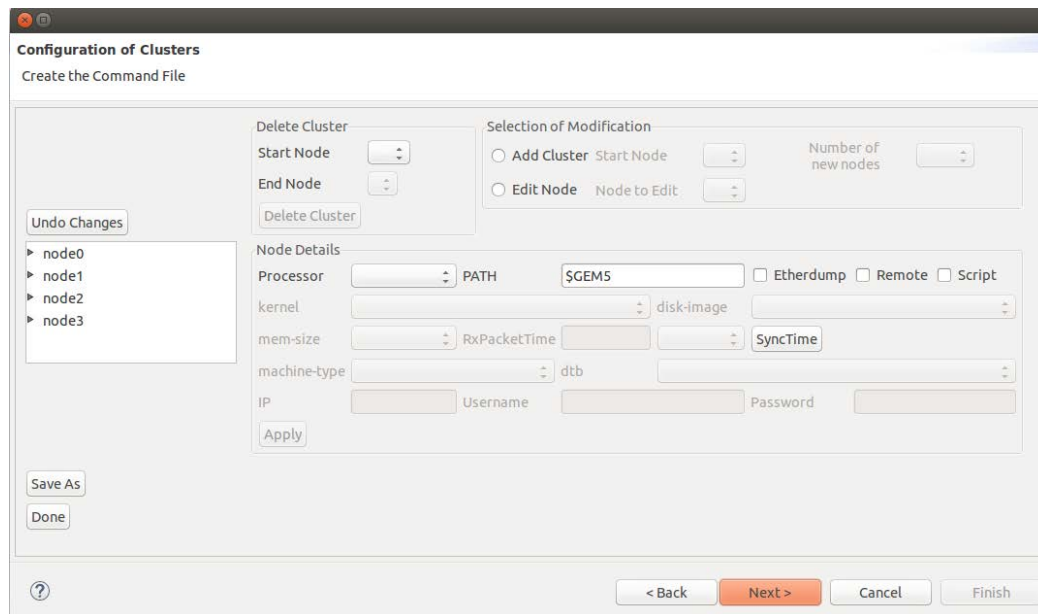 Configuration of Clusters
Create the Command File
Delete Cluster
Start Node
End Node
Delete Cluster
Selection of Modification
Add Cluster Start Node
Number of
new nodes
Edit Node Node to Edit
Undo Changes
node0
node1
node2
node3
Node Details
Processor PATH $GEM5 Etherdump Remote Script
kernel disk-image
mem-size RxPacketTime SyncTime
machine-type dtb
IP Username Password
Apply
Save As
Done
? < Back Next > Cancel Finish